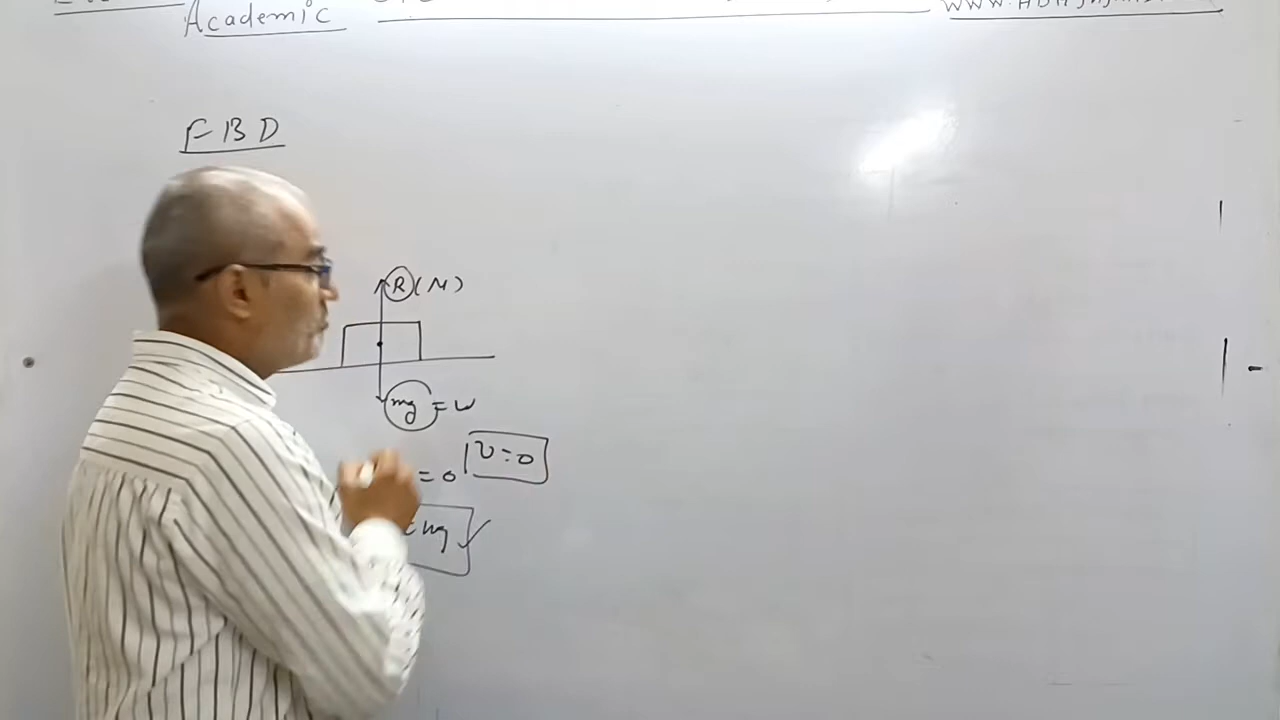 Academic
FBD
R (N)
mg = W
= 0 v = 0
= mg ✓